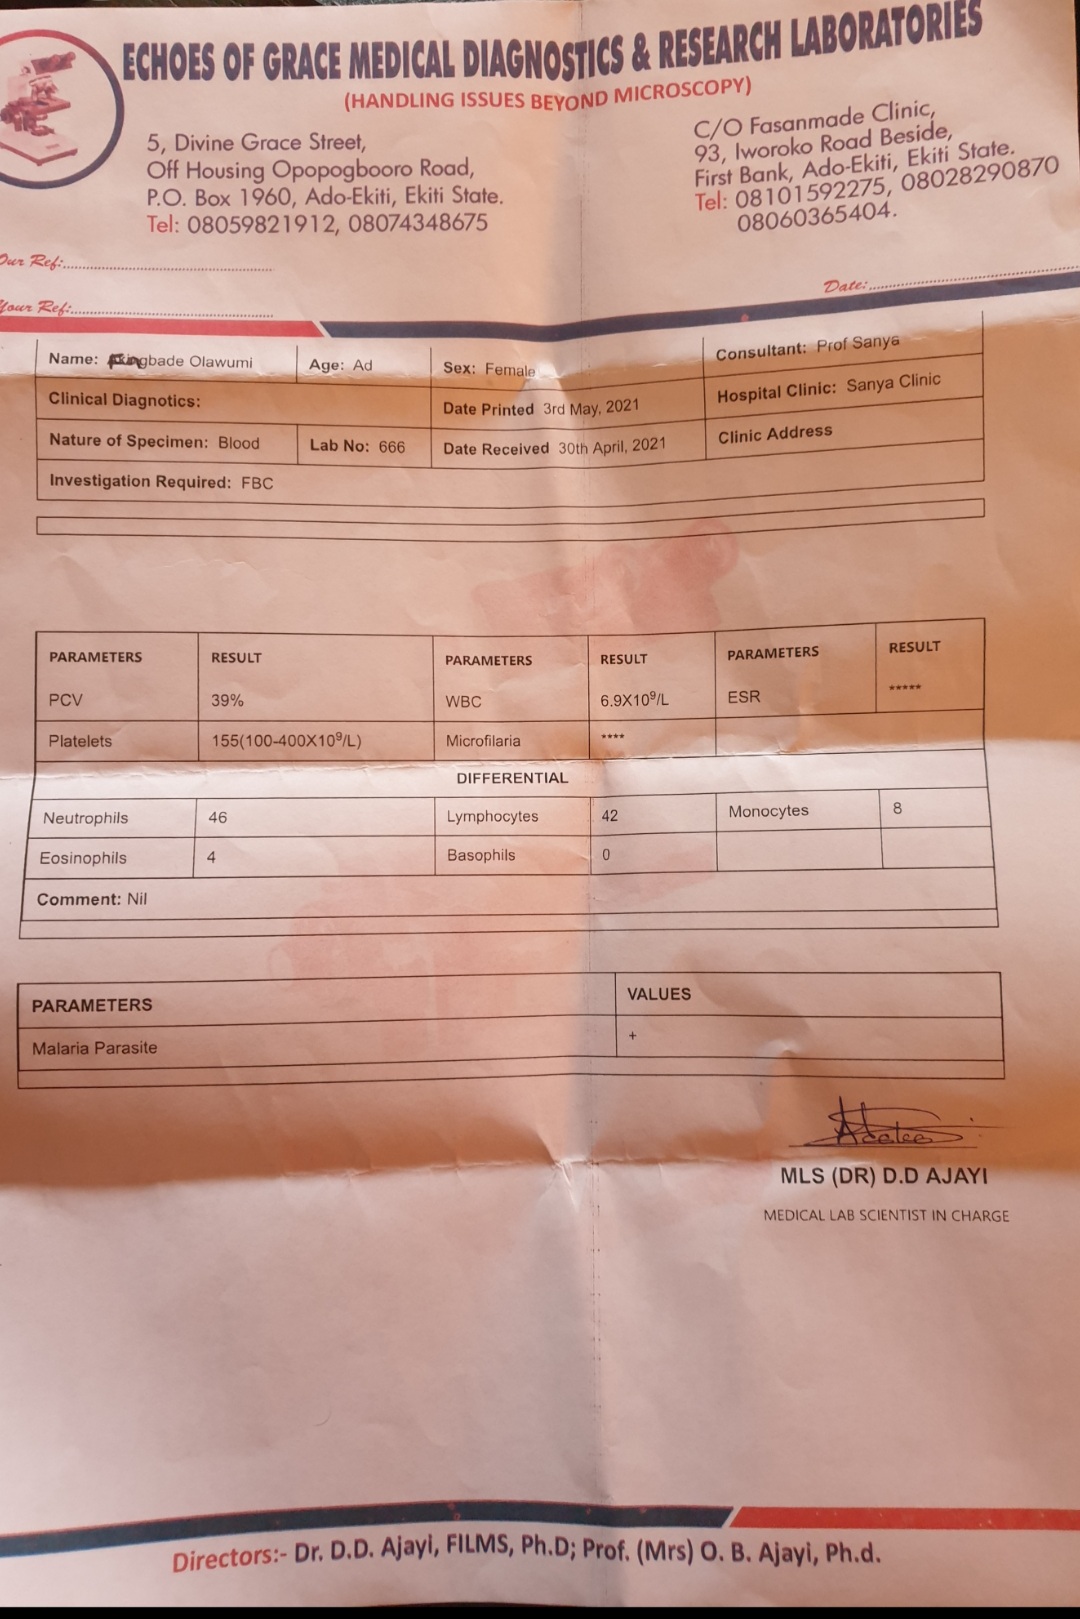 ECHOES OF GRACE MEDICAL DIAGNOSTICS & RESEARCH LABORATORIES
(HANDLING ISSUES BEYOND MICROSCOPY)
5, Divine Grace Street,
Off Housing Opopogbooro Road,
P.O. Box 1960, Ado-Ekiti, Ekiti State.
Tel: 08059821912, 08074348675
C/O Fasanmade Clinic,
93, Iworoko Road Beside,
First Bank, Ado-Ekiti, Ekiti State.
Tel: 08101592275, 08028290870
08060365404.
Our Ref:
Your Ref:
Date:
Name: gbade Olawumi Age: Ad Sex: Female Consultant: Prof Sanya
Clinical Diagnotics: Date Printed 3rd May, 2021 Hospital Clinic: Sanya Clinic
Nature of Specimen: Blood Lab No: 666 Date Received 30th April, 2021 Clinic Address
Investigation Required: FBC
PARAMETERS RESULT PARAMETERS RESULT PARAMETERS RESULT
PCV 39% WBC 6.9X10⁹/L ESR *****
Platelets 155(100-400X10⁹/L) Microfilaria ****
DIFFERENTIAL
Neutrophils 46 Lymphocytes 42 Monocytes 8
Eosinophils 4 Basophils 0
Comment: Nil
PARAMETERS VALUES
Malaria Parasite +
MLS (DR) D.D AJAYI
MEDICAL LAB SCIENTIST IN CHARGE
Directors:- Dr. D.D. Ajayi, FILMS, Ph.D; Prof. (Mrs) O. B. Ajayi, Ph.d.